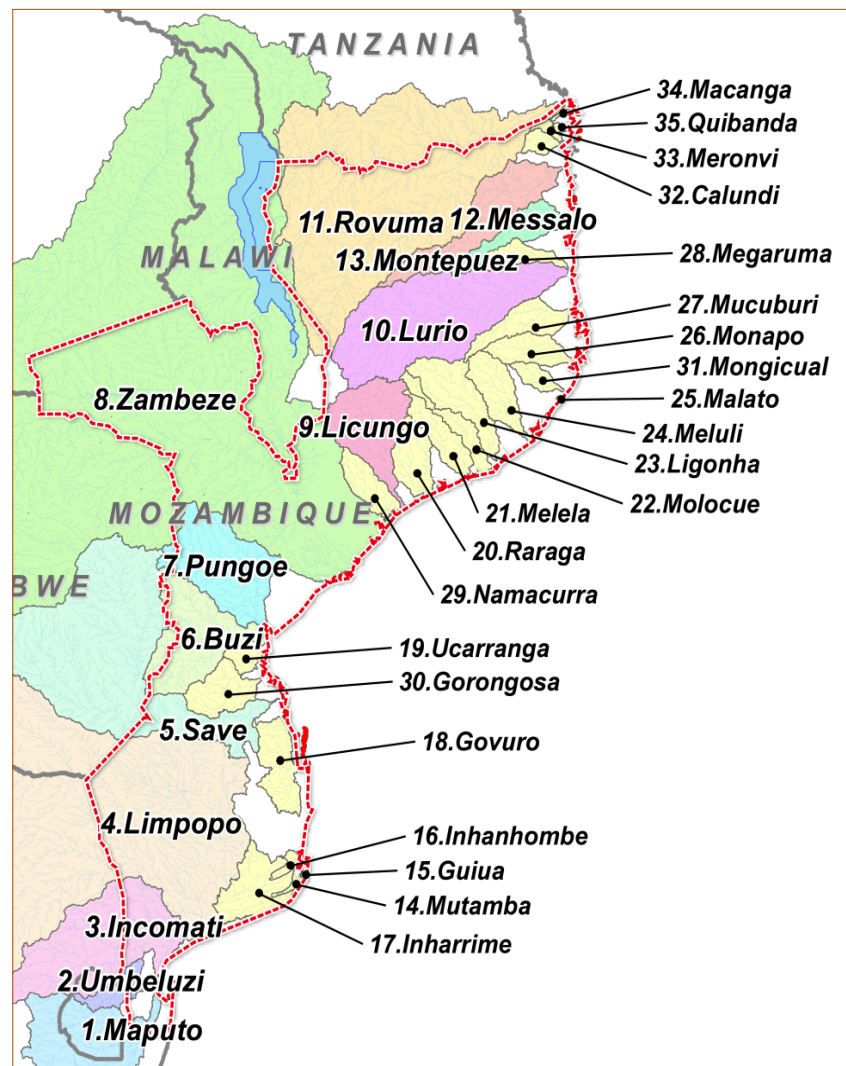 TANZANIA
34.Macanga
35.Quibanda
33.Meronvi
32.Calundi
11.Rovuma
12.Messalo
MALAWI
13.Montepuez
28.Megaruma
27.Mucuburi
10.Lurio
26.Monapo
31.Mongicual
8.Zambeze
25.Malato
9.Licungo
24.Meluli
23.Ligonha
22.Molocue
MOZAMBIQUE
21.Melela
20.Raraga
7.Pungoe
BWE
29.Namacurra
6.Buzi
19.Ucarranga
30.Gorongosa
5.Save
18.Govuro
4.Limpopo
16.Inhanhombe
15.Guiua
14.Mutamba
3.Incomati
17.Inharrime
2.Umbeluzi
1.Maputo